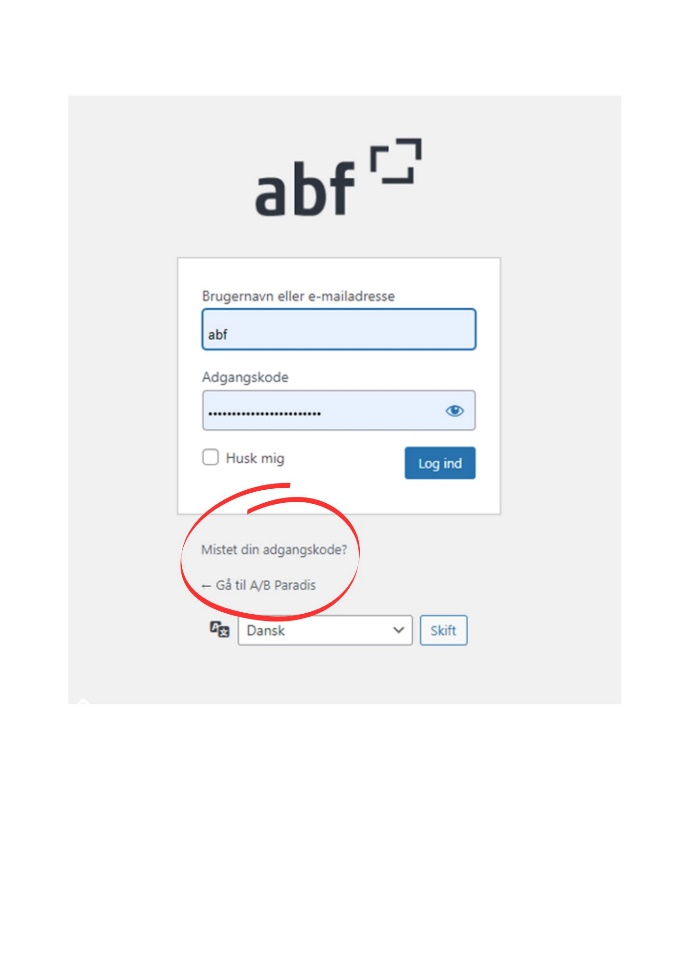 abf
Brugernavn eller e-mailadresse
abf
Adgangskode
••••••••••••••••••••••••
Husk mig
Log ind
Mistet din adgangskode?
← Gå til A/B Paradis
Dansk
Skift